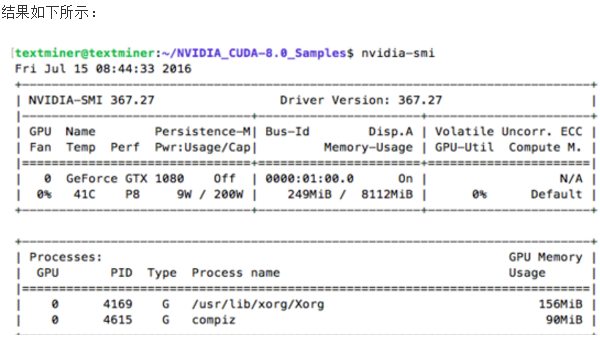 结果如下所示：
textminer@textminer:~/NVIDIA_CUDA-8.0_Samples$ nvidia-smi
Fri Jul 15 08:44:33 2016
+-----------------------------------------------------------------------------+
| NVIDIA-SMI 367.27                 Driver Version: 367.27                    |
|-------------------------------+----------------------+----------------------+
| GPU  Name        Persistence-M| Bus-Id        Disp.A | Volatile Uncorr. ECC |
| Fan  Temp  Perf  Pwr:Usage/Cap|         Memory-Usage | GPU-Util  Compute M. |
|===============================+======================+======================|
|   0  GeForce GTX 1080    Off  | 0000:01:00.0      On |                  N/A |
|  0%   41C    P8     9W / 200W |    249MiB /  8112MiB |      0%      Default |
+-------------------------------+----------------------+----------------------+
+-----------------------------------------------------------------------------+
| Processes:                                                       GPU Memory |
|  GPU       PID  Type  Process name                               Usage      |
|=============================================================================|
|    0      4169    G   /usr/lib/xorg/Xorg                             156MiB |
|    0      4615    G   compiz                                          90MiB |